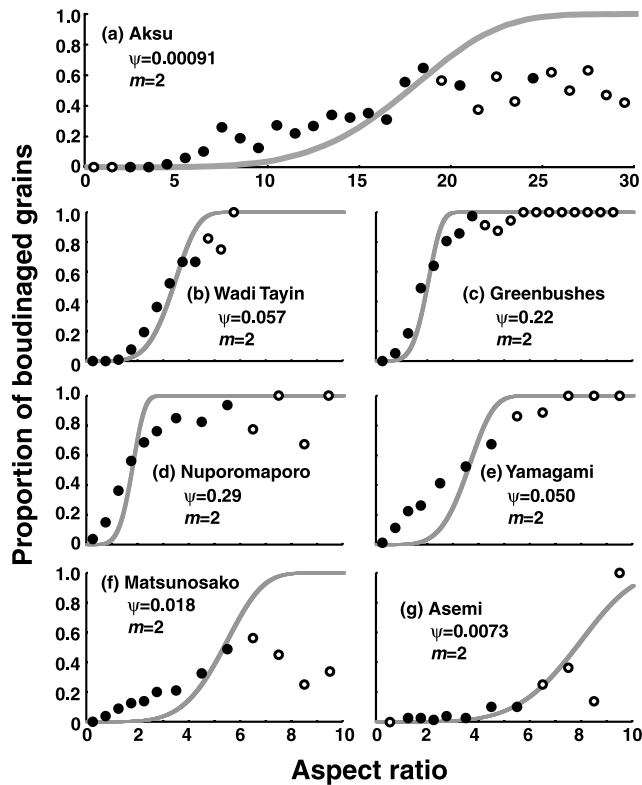 Proportion of boudinaged grains
1.0
0.8
0.6
0.4
0.2
0
(a) Aksu
ψ=0.00091
m=2
0 5 10 15 20 25 30
1.0
0.8
0.6
0.4
0.2
0
(b) Wadi Tayin
ψ=0.057
m=2
(c) Greenbushes
ψ=0.22
m=2
1.0
0.8
0.6
0.4
0.2
0
(d) Nuporomaporo
ψ=0.29
m=2
(e) Yamagami
ψ=0.050
m=2
1.0
0.8
0.6
0.4
0.2
0
(f) Matsunosako
ψ=0.018
m=2
0 2 4 6 8 10
(g) Asemi
ψ=0.0073
m=2
0 2 4 6 8 10
Aspect ratio